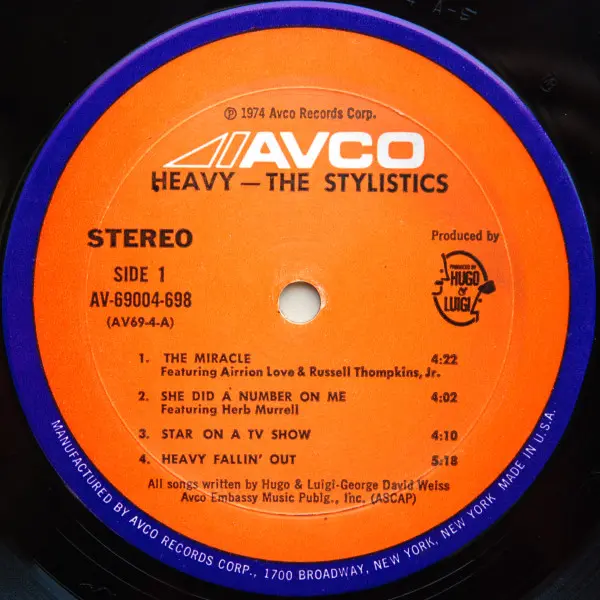 A-5
℗ 1974 Avco Records Corp.
AVCO
HEAVY — THE STYLISTICS
STEREO
Produced by
PRODUCED BY
HUGO
&
LUIGI
SIDE 1
AV-69004-698
(AV69-4-A)
1. THE MIRACLE 4:22
Featuring Airrion Love & Russell Thompkins, Jr.
2. SHE DID A NUMBER ON ME 4:02
Featuring Herb Murrell
3. STAR ON A TV SHOW 4:10
4. HEAVY FALLIN' OUT 5:18
All songs written by Hugo & Luigi-George David Weiss
Avco Embassy Music Publg., Inc. (ASCAP)
MANUFACTURED BY AVCO RECORDS CORP., 1700 BROADWAY, NEW YORK, NEW YORK MADE IN U.S.A.